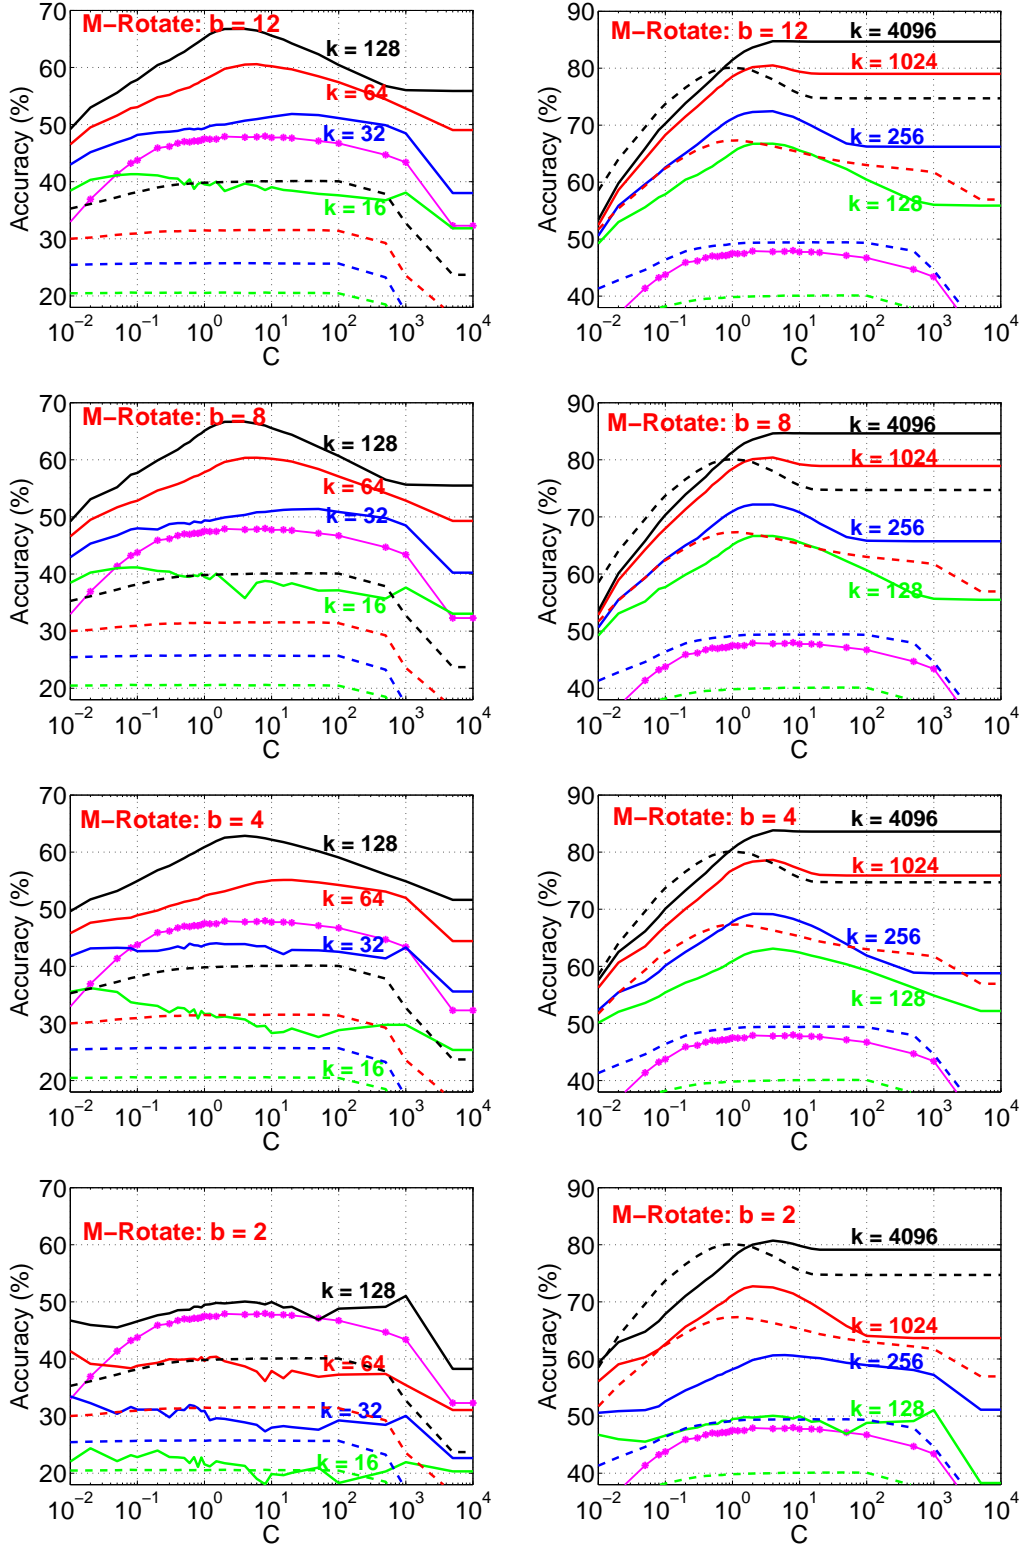 M−Rotate: b = 12
k = 128
k = 64
k = 32
k = 16
Accuracy (%)
70
60
50
40
30
20
10^−2 10^−1 10^0 10^1 10^2 10^3 10^4
C
M−Rotate: b = 12
k = 4096
k = 1024
k = 256
k = 128
Accuracy (%)
90
80
70
60
50
40
10^−2 10^−1 10^0 10^1 10^2 10^3 10^4
C
M−Rotate: b = 8
k = 128
k = 64
k = 32
k = 16
Accuracy (%)
70
60
50
40
30
20
10^−2 10^−1 10^0 10^1 10^2 10^3 10^4
C
M−Rotate: b = 8
k = 4096
k = 1024
k = 256
k = 128
Accuracy (%)
90
80
70
60
50
40
10^−2 10^−1 10^0 10^1 10^2 10^3 10^4
C
M−Rotate: b = 4
k = 128
k = 64
k = 32
k = 16
Accuracy (%)
70
60
50
40
30
20
10^−2 10^−1 10^0 10^1 10^2 10^3 10^4
C
M−Rotate: b = 4
k = 4096
k = 1024
k = 256
k = 128
Accuracy (%)
90
80
70
60
50
40
10^−2 10^−1 10^0 10^1 10^2 10^3 10^4
C
M−Rotate: b = 2
k = 128
k = 64
k = 32
k = 16
Accuracy (%)
70
60
50
40
30
20
10^−2 10^−1 10^0 10^1 10^2 10^3 10^4
C
M−Rotate: b = 2
k = 4096
k = 1024
k = 256
k = 128
Accuracy (%)
90
80
70
60
50
40
10^−2 10^−1 10^0 10^1 10^2 10^3 10^4
C